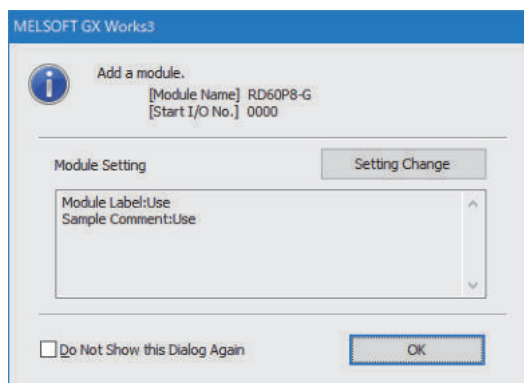 MELSOFT GX Works3
Add a module.
[Module Name] RD60P8-G
[Start I/O No.] 0000
Module Setting
Setting Change
Module Label:Use
Sample Comment:Use
Do Not Show this Dialog Again
OK